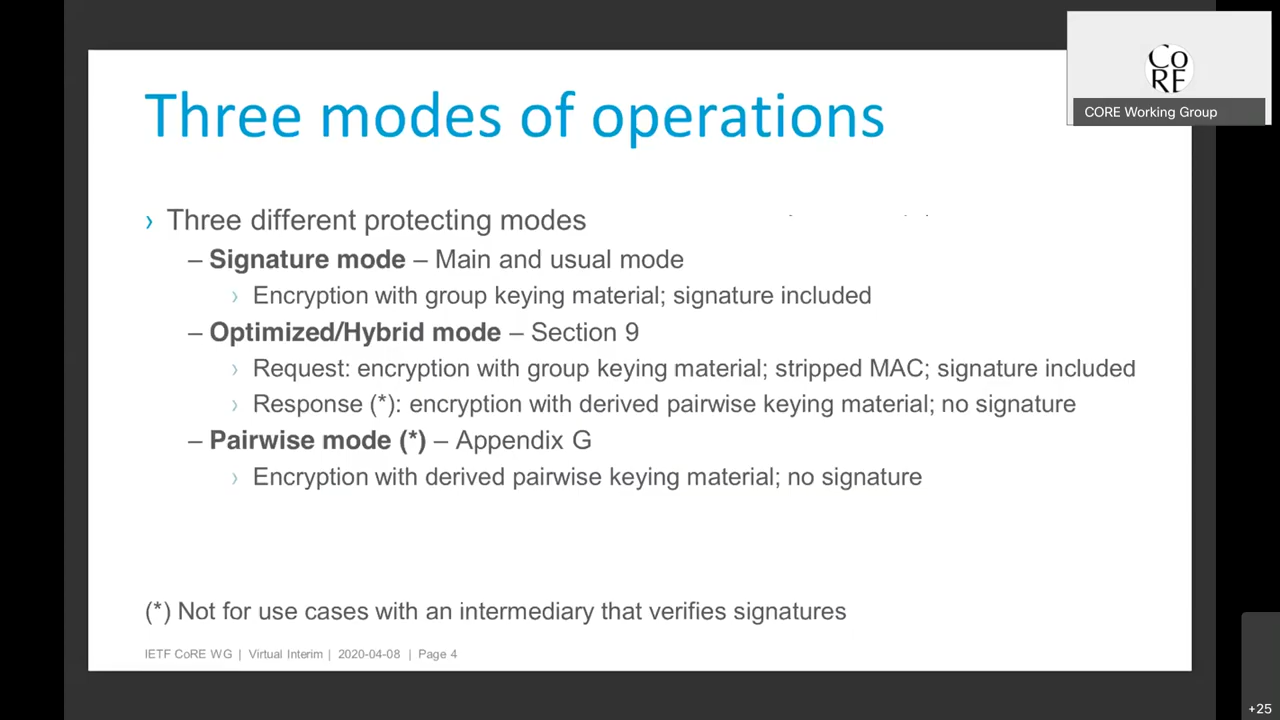 Three modes of operations
› Three different protecting modes
– Signature mode – Main and usual mode
› Encryption with group keying material; signature included
– Optimized/Hybrid mode – Section 9
› Request: encryption with group keying material; stripped MAC; signature included
› Response (*): encryption with derived pairwise keying material; no signature
– Pairwise mode (*) – Appendix G
› Encryption with derived pairwise keying material; no signature
(*) Not for use cases with an intermediary that verifies signatures
IETF CoRE WG | Virtual Interim | 2020-04-08 | Page 4
Co
RE
CORE Working Group
+25